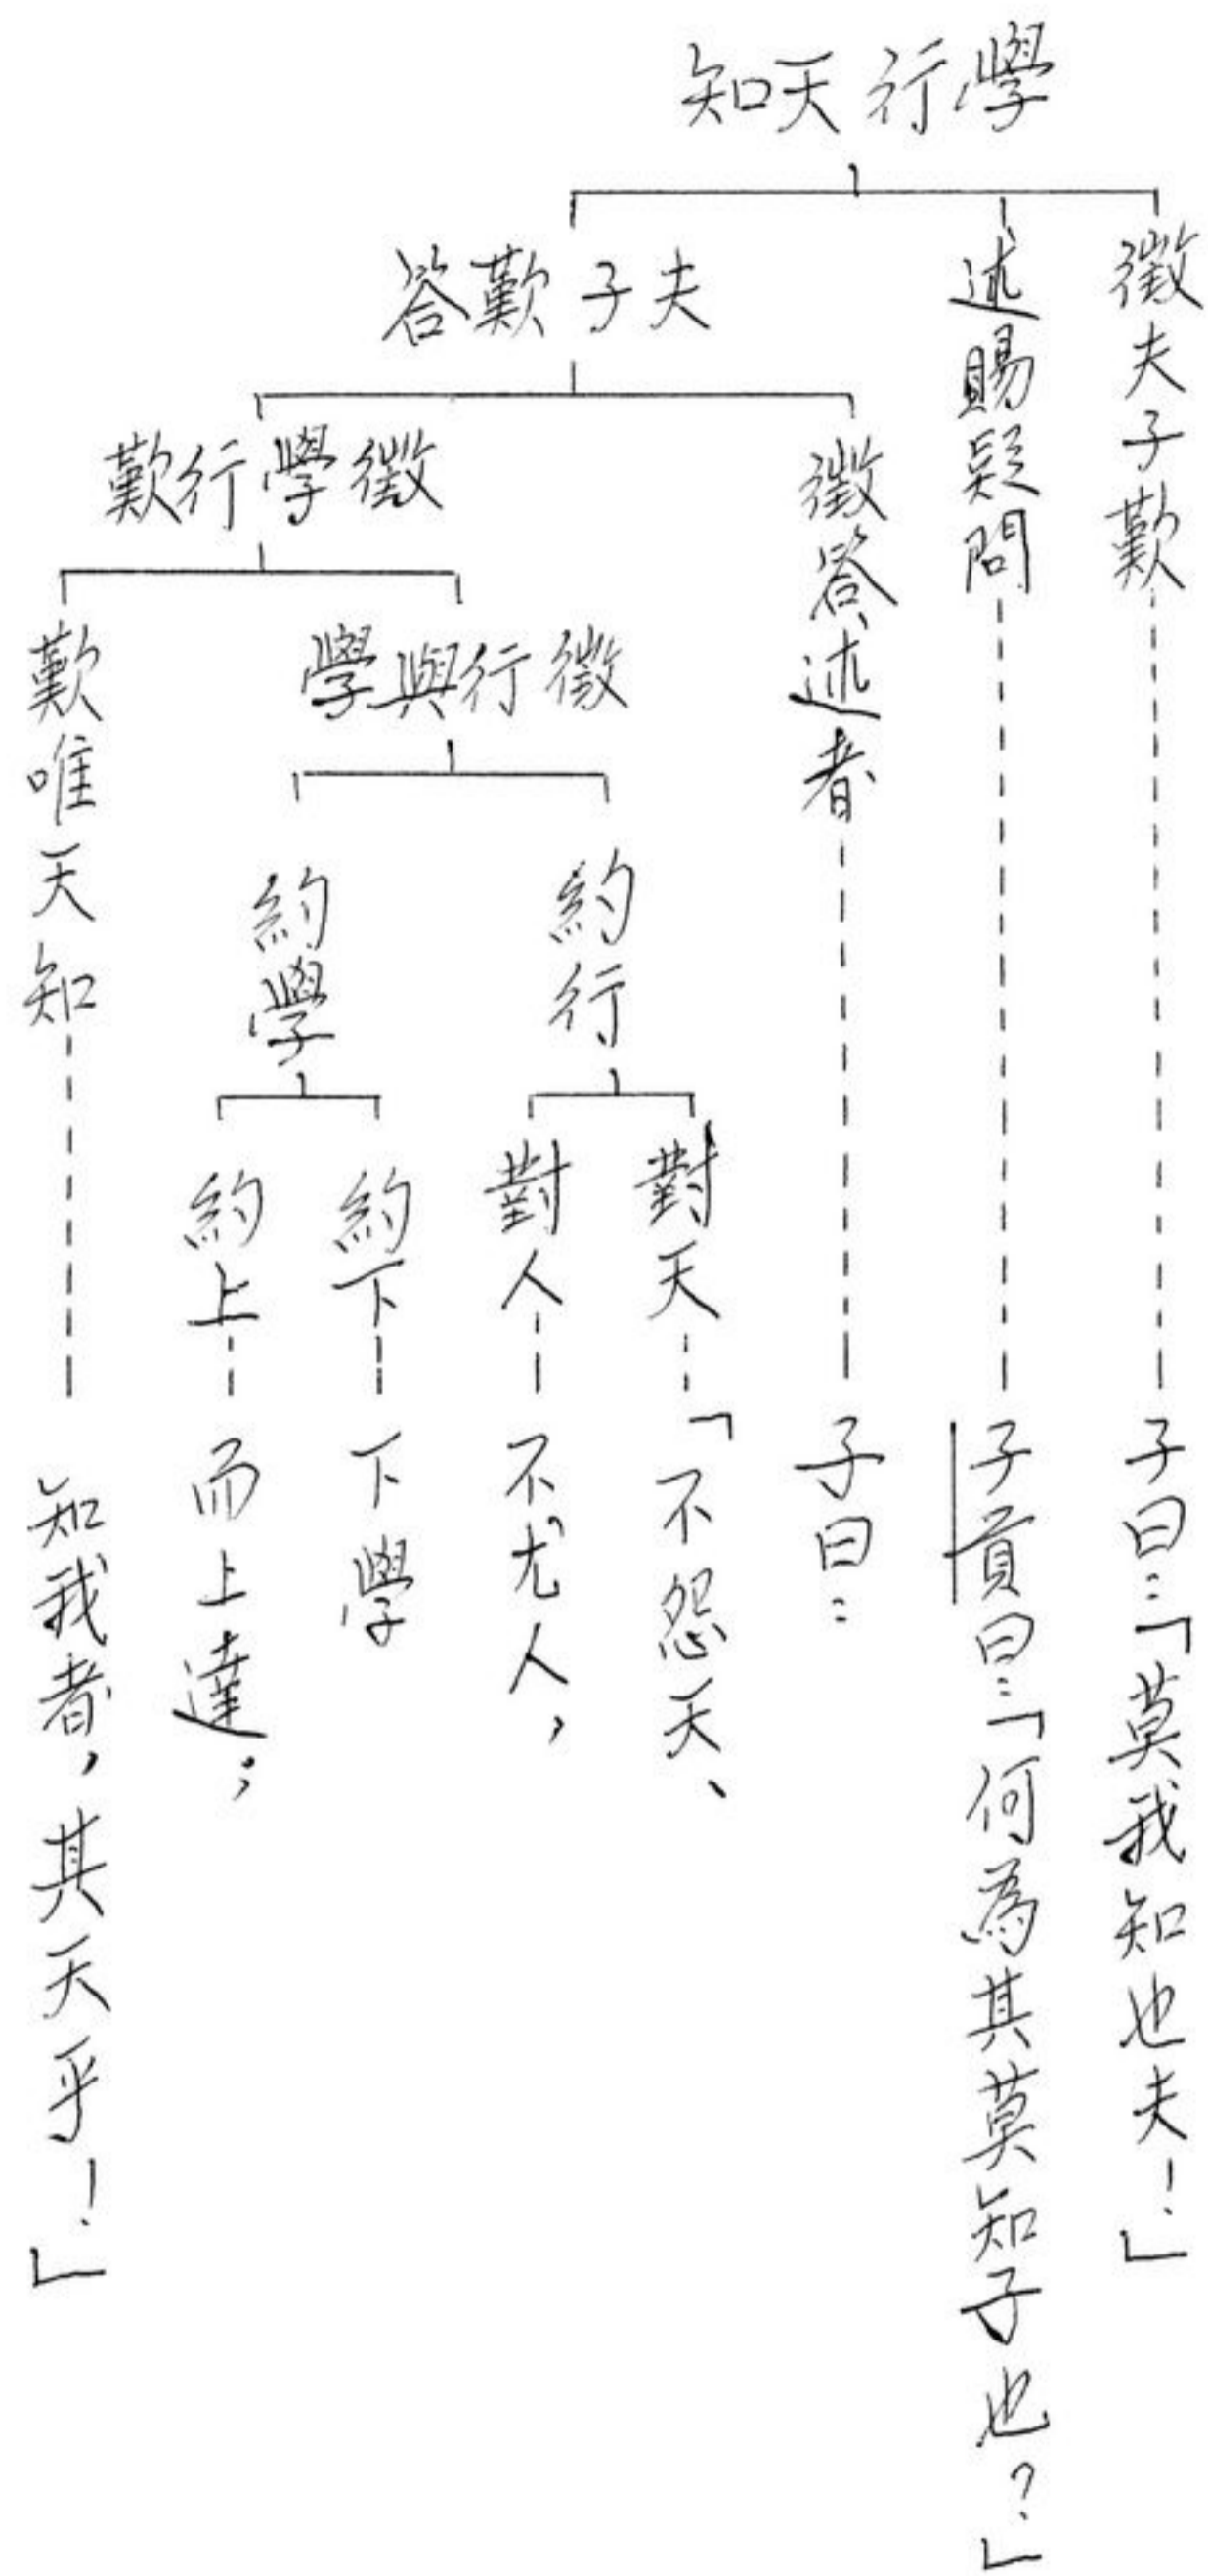 學行天知
徵夫子歎
子曰：「莫我知也夫！」
述賜疑問
子貢曰：「何為其莫知子也？」
夫子歎答
徵答述者
子曰：
徵學行歎
徵行與學
約行
對天
「不怨天、
對人
不尤人，
約學
約下
下學
約上
而上達；
歎唯天知
知我者，其天乎！」